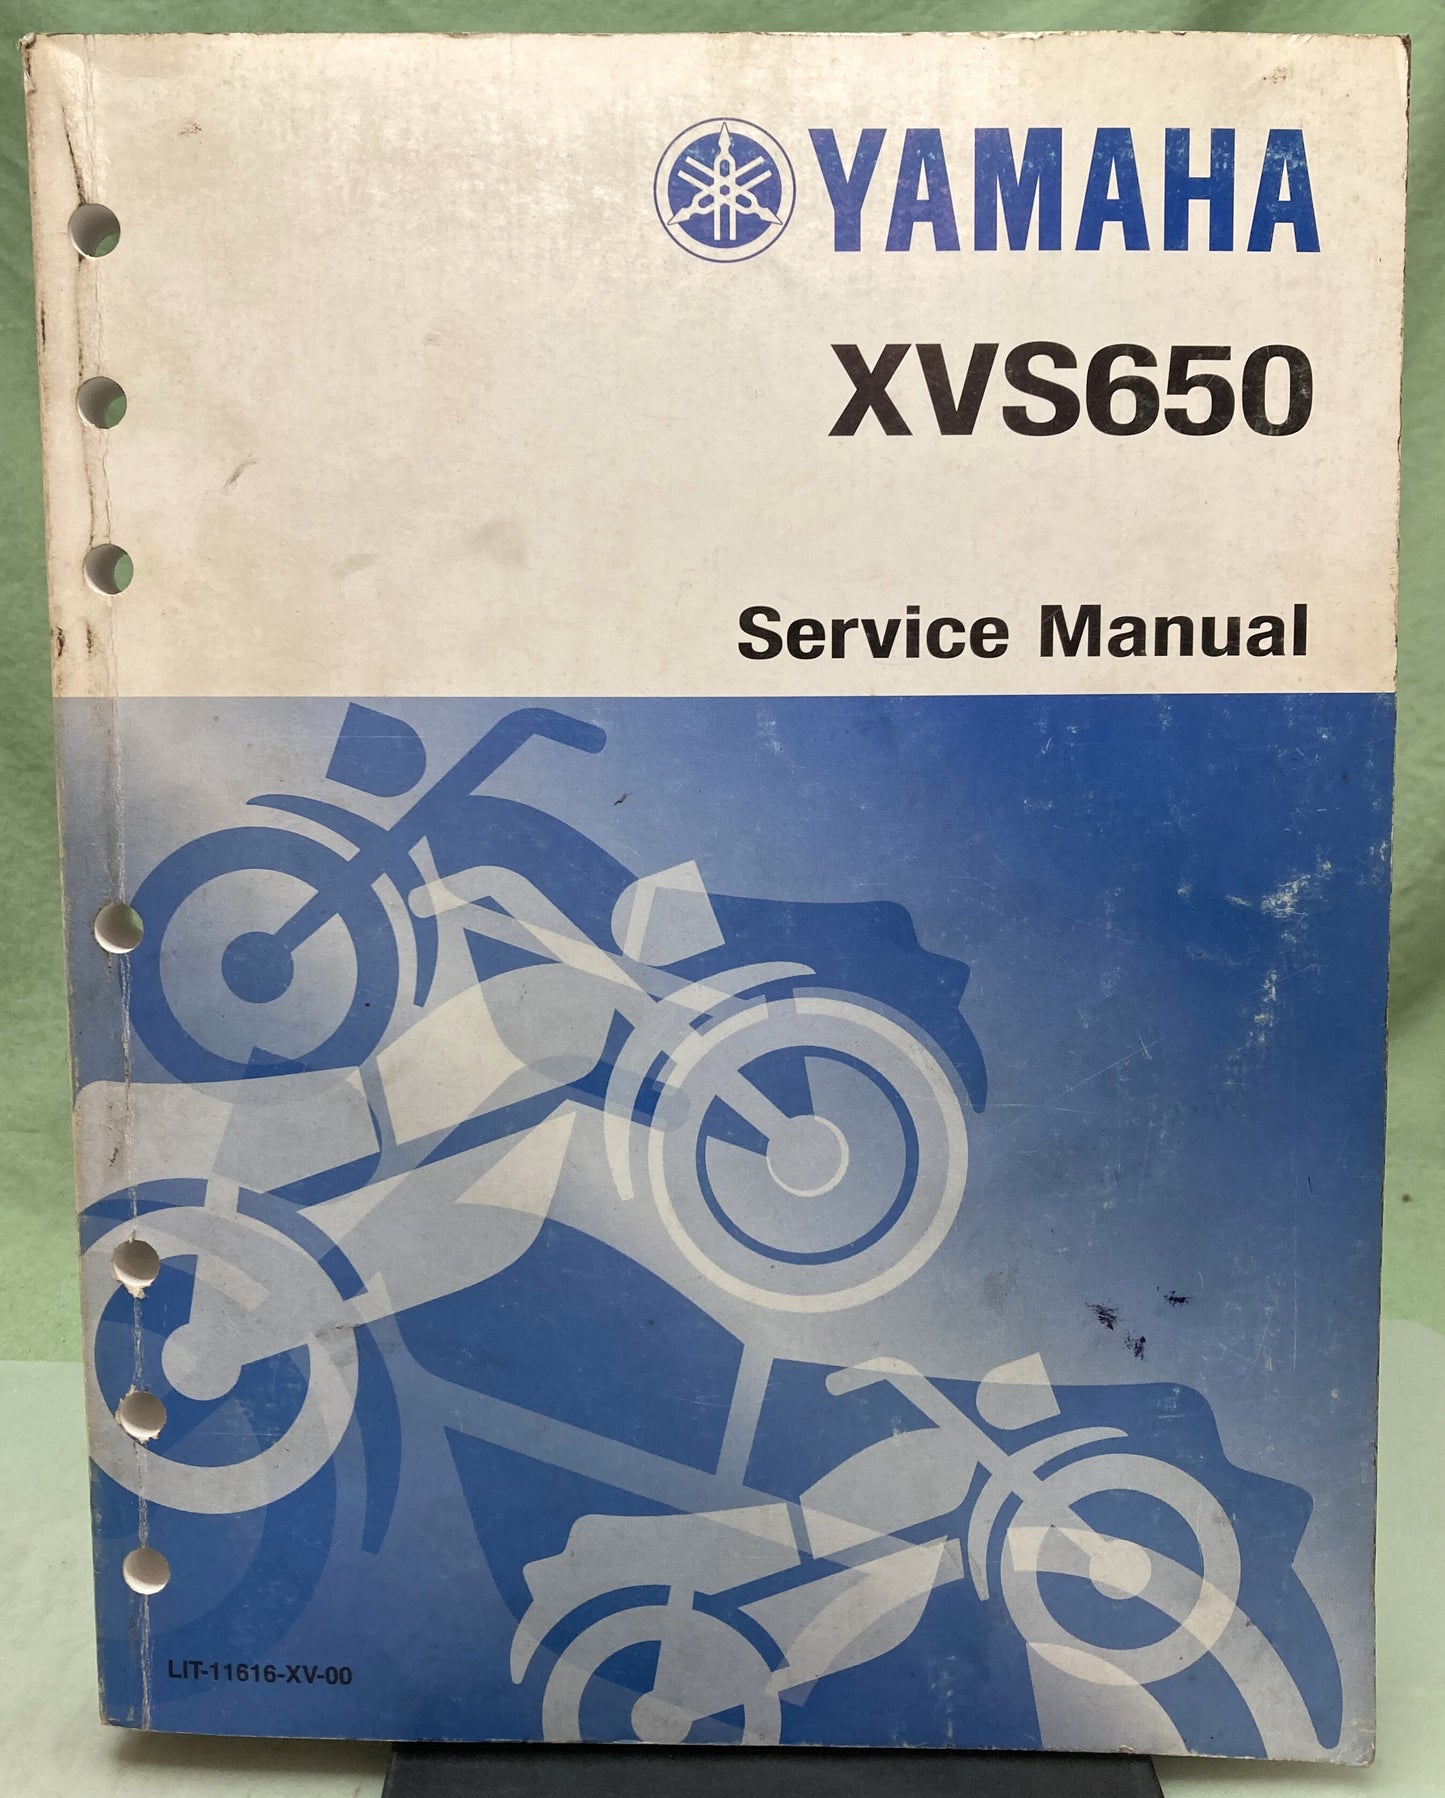 YAMAHA
XVS650
Service Manual
LIT-11616-XV-00